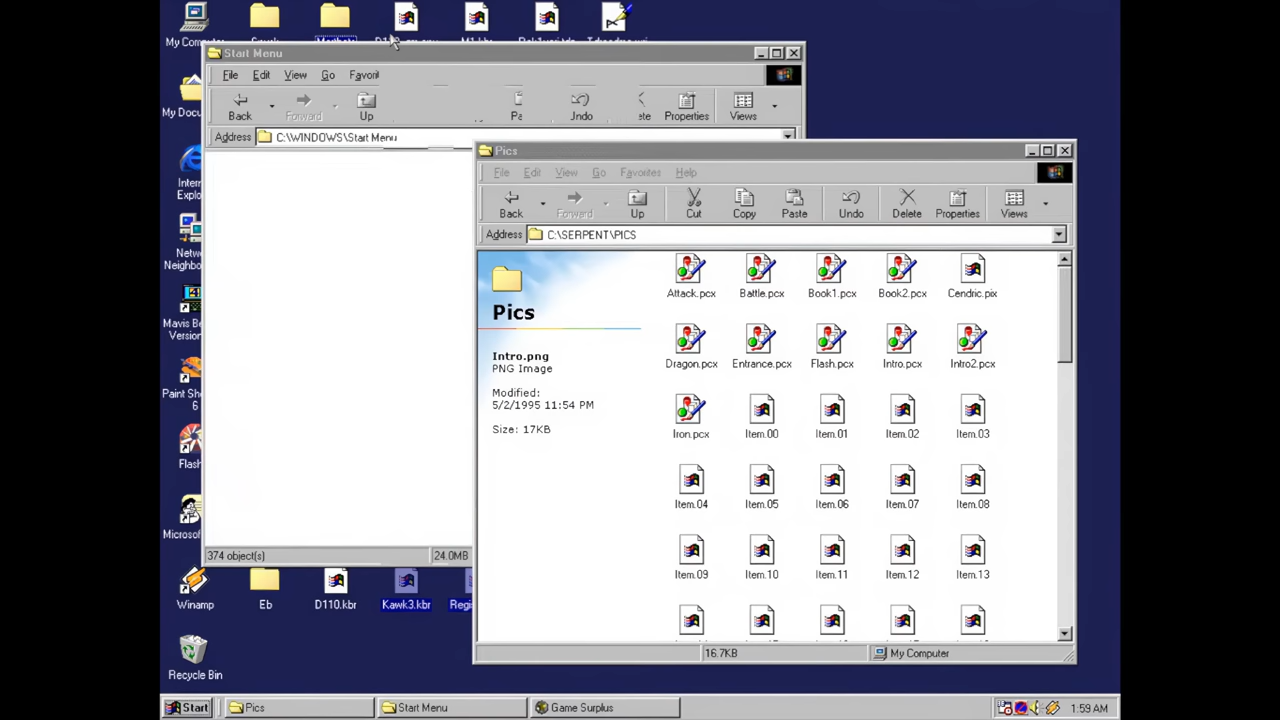 My Computer
Start Menu
File Edit View Go Favorit
Back Forward Up Undo Properties Views
Address C:\WINDOWS\Start Menu
374 object(s) 24.0MB
Pics
File Edit View Go Favorites Help
Back Forward Up Cut Copy Paste Undo Delete Properties Views
Address C:\SERPENT\PICS
Pics
Intro.png
PNG Image
Modified:
5/2/1995 11:54 PM
Size: 17KB
Attack.pcx Battle.pcx Book1.pcx Book2.pcx Cendric.pix
Dragon.pcx Entrance.pcx Flash.pcx Intro.pcx Intro2.pcx
Iron.pcx Item.00 Item.01 Item.02 Item.03
Item.04 Item.05 Item.06 Item.07 Item.08
Item.09 Item.10 Item.11 Item.12 Item.13
16.7KB My Computer
My Docu
Intern
Explo
Netw
Neighbo
Mavis Be
Version
Paint Sh
6
Flas
Microsof
Winamp Eb D110.kbr Kawk3.kbr Regi
Recycle Bin
Start Pics Start Menu Game Surplus 1:59 AM